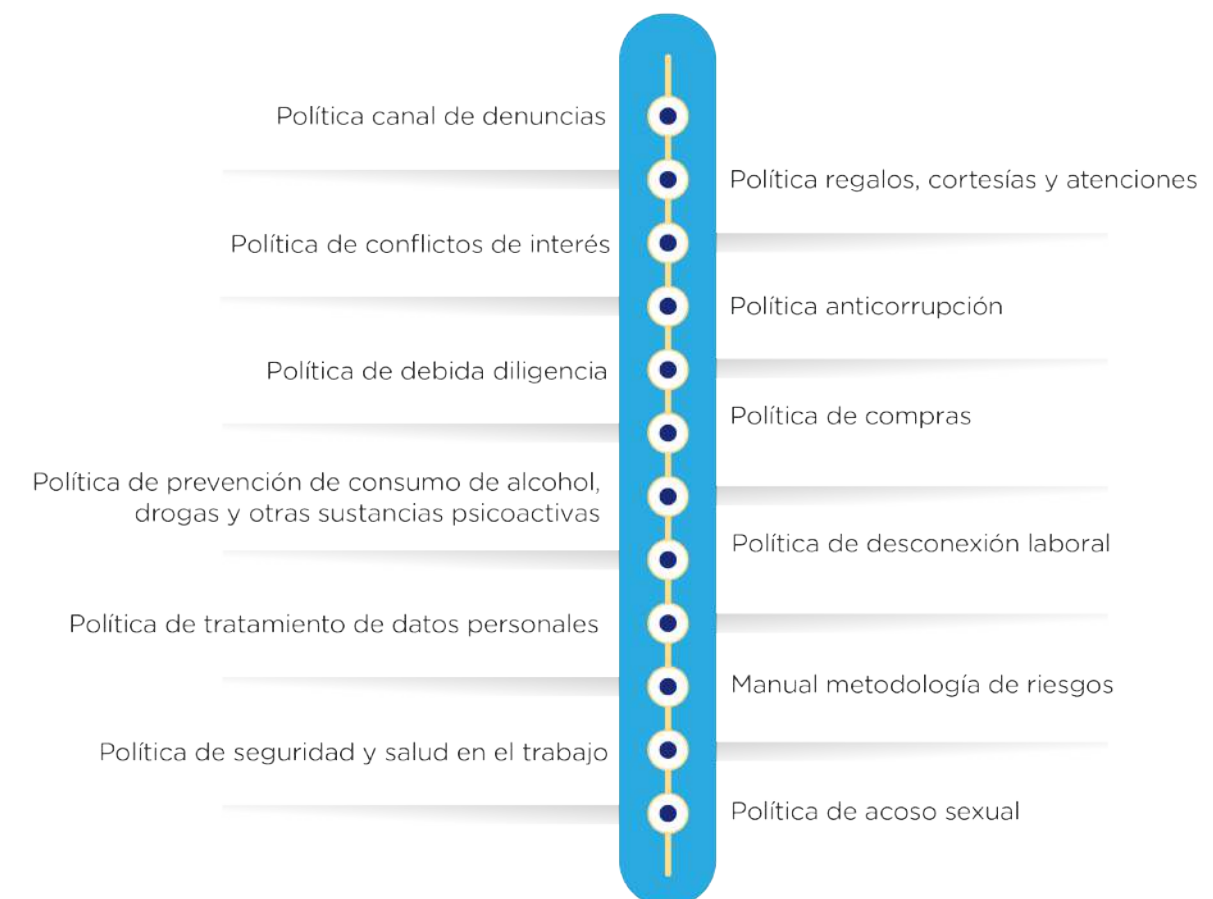 Política canal de denuncias
Política regalos, cortesías y atenciones
Política de conflictos de interés
Política anticorrupción
Política de debida diligencia
Política de compras
Política de prevención de consumo de alcohol,
drogas y otras sustancias psicoactivas
Política de desconexión laboral
Política de tratamiento de datos personales
Manual metodología de riesgos
Política de seguridad y salud en el trabajo
Política de acoso sexual